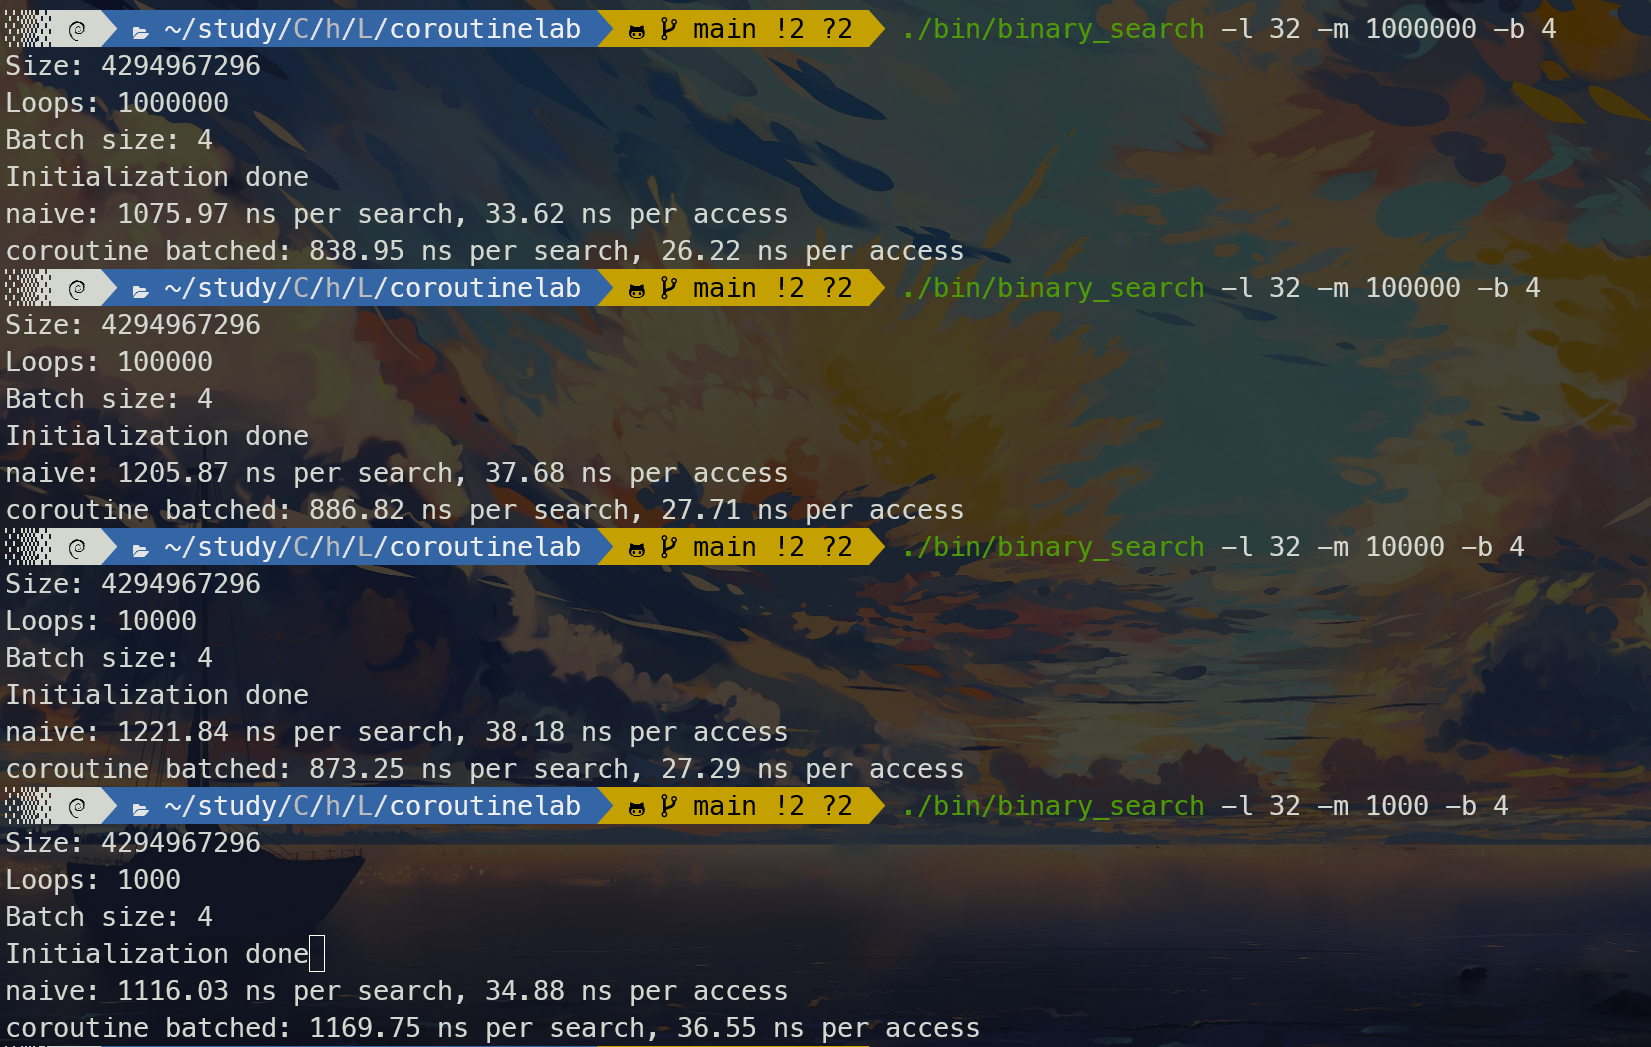 ~/study/C/h/L/coroutinelab main !2 ?2 ./bin/binary_search -l 32 -m 1000000 -b 4
Size: 4294967296
Loops: 1000000
Batch size: 4
Initialization done
naive: 1075.97 ns per search, 33.62 ns per access
coroutine batched: 838.95 ns per search, 26.22 ns per access
~/study/C/h/L/coroutinelab main !2 ?2 ./bin/binary_search -l 32 -m 100000 -b 4
Size: 4294967296
Loops: 100000
Batch size: 4
Initialization done
naive: 1205.87 ns per search, 37.68 ns per access
coroutine batched: 886.82 ns per search, 27.71 ns per access
~/study/C/h/L/coroutinelab main !2 ?2 ./bin/binary_search -l 32 -m 10000 -b 4
Size: 4294967296
Loops: 10000
Batch size: 4
Initialization done
naive: 1221.84 ns per search, 38.18 ns per access
coroutine batched: 873.25 ns per search, 27.29 ns per access
~/study/C/h/L/coroutinelab main !2 ?2 ./bin/binary_search -l 32 -m 1000 -b 4
Size: 4294967296
Loops: 1000
Batch size: 4
Initialization done
naive: 1116.03 ns per search, 34.88 ns per access
coroutine batched: 1169.75 ns per search, 36.55 ns per access